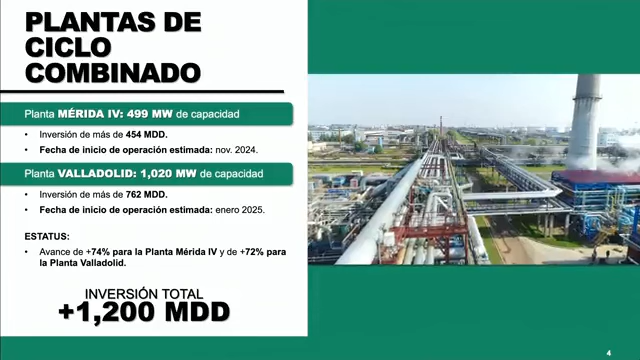 PLANTAS DE
CICLO
COMBINADO
Planta MÉRIDA IV: 499 MW de capacidad
• Inversión de más de 454 MDD.
• Fecha de inicio de operación estimada: nov. 2024.
Planta VALLADOLID: 1,020 MW de capacidad
• Inversión de más de 762 MDD.
• Fecha de inicio de operación estimada: enero 2025.
ESTATUS:
• Avance de +74% para la Planta Mérida IV y de +72% para
la Planta Valladolid.
INVERSIÓN TOTAL
+1,200 MDD
4